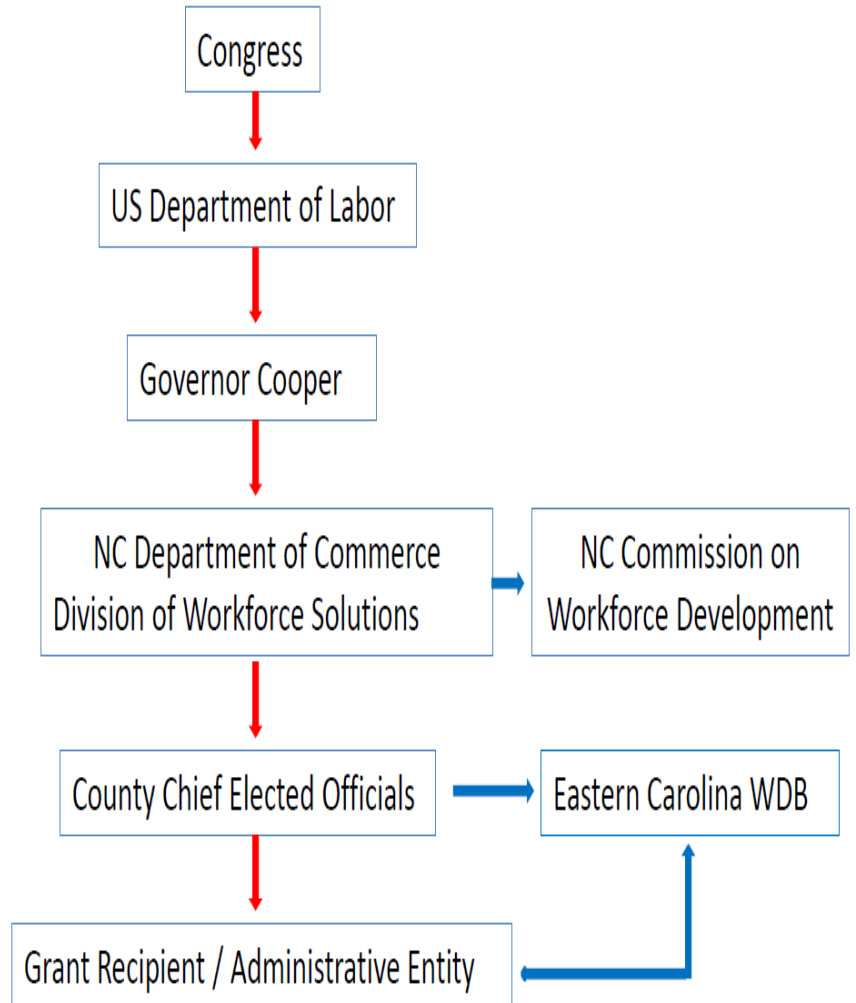 Congress
US Department of Labor
Governor Cooper
NC Department of Commerce
Division of Workforce Solutions
NC Commission on
Workforce Development
County Chief Elected Officials
Eastern Carolina WDB
Grant Recipient / Administrative Entity